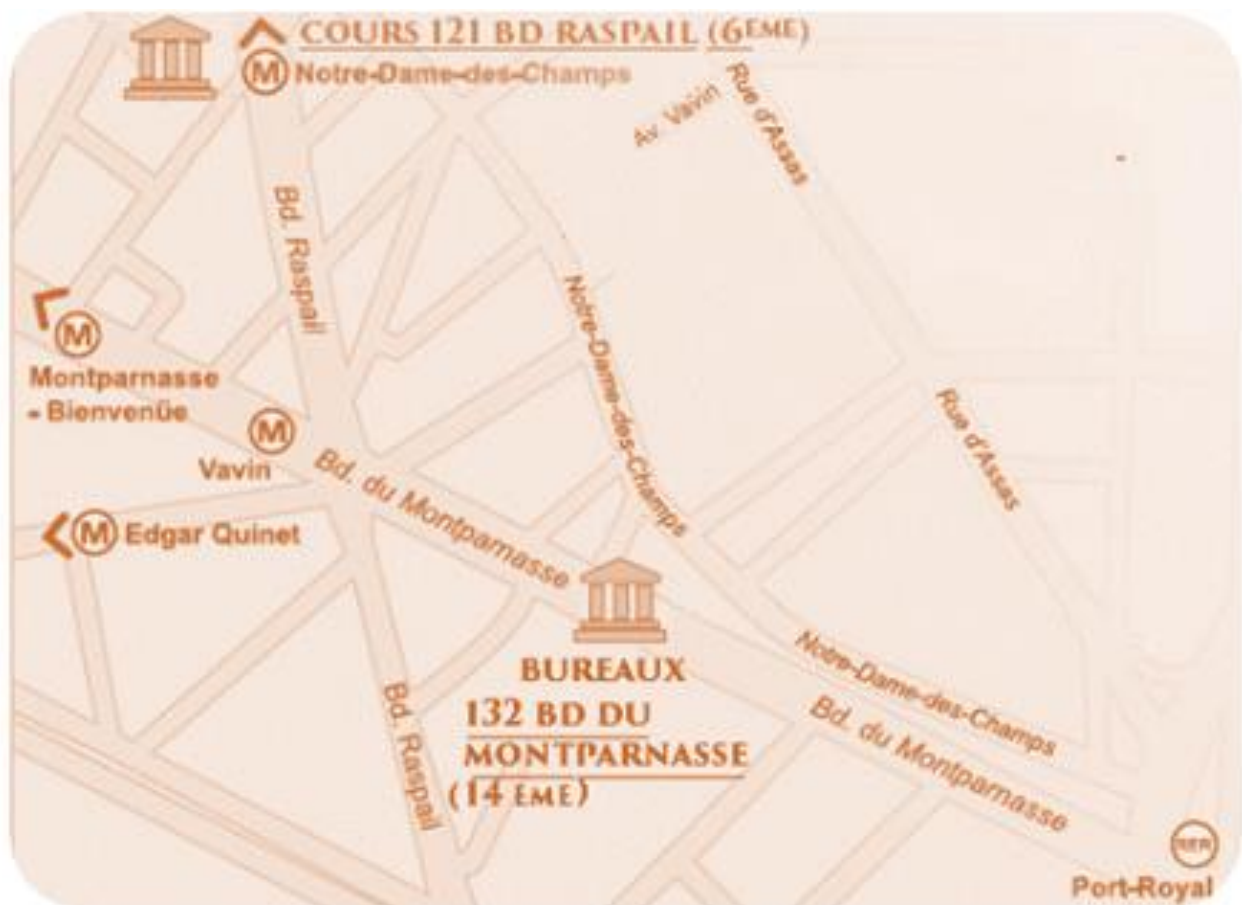 COURS 121 BD RASPAIL (6EME)
M Notre-Dame-des-Champs
Av. Vavin
Rue d'Assas
Bd. Raspail
Notre-Dame-des-Champs
M
Montparnasse
- Bienvenüe
M
Vavin
Rue d'Assas
Bd. du Montparnasse
M Edgar Quinet
BUREAUX
132 BD DU
MONTPARNASSE
(14 EME)
Bd. Raspail
Notre-Dame-des-Champs
Bd. du Montparnasse
RER
Port-Royal